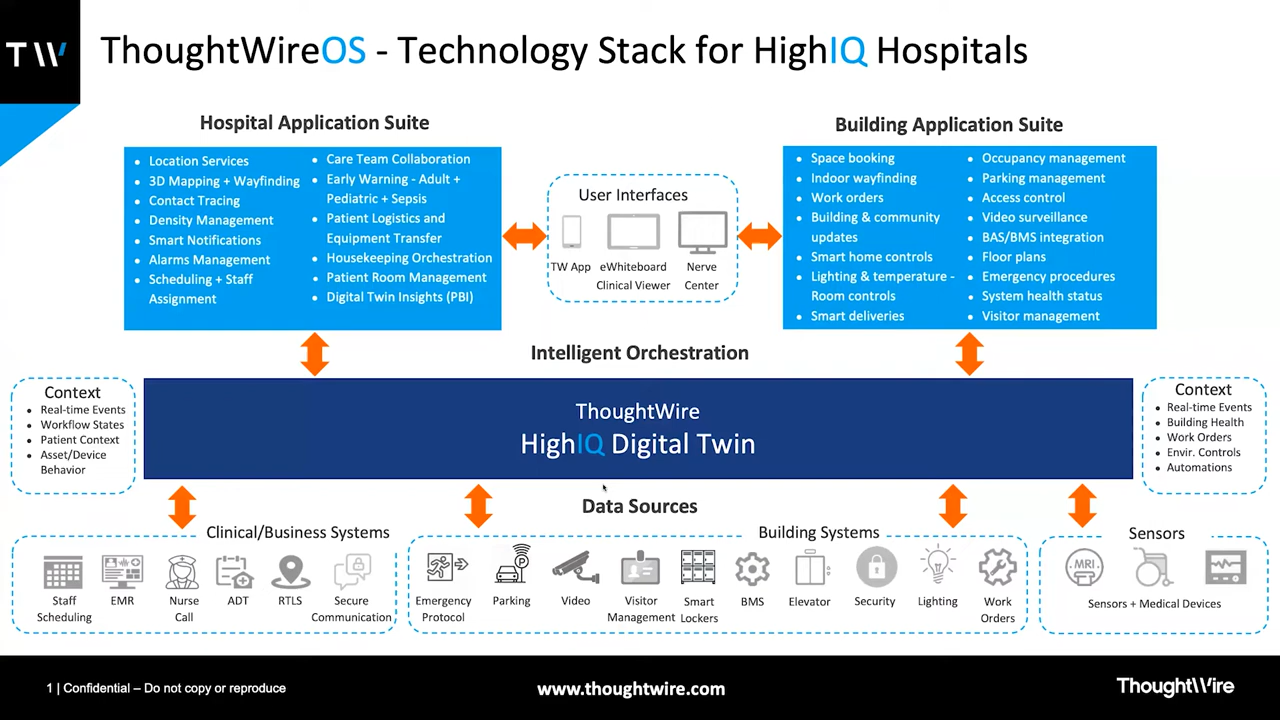 TW
ThoughtWireOS - Technology Stack for HighIQ Hospitals
Hospital Application Suite
• Location Services
• 3D Mapping + Wayfinding
• Contact Tracing
• Density Management
• Smart Notifications
• Alarms Management
• Scheduling + Staff
Assignment
• Care Team Collaboration
• Early Warning - Adult +
Pediatric + Sepsis
• Patient Logistics and
Equipment Transfer
• Housekeeping Orchestration
• Patient Room Management
• Digital Twin Insights (PBI)
User Interfaces
TW App
eWhiteboard
Clinical Viewer
Nerve
Center
Building Application Suite
• Space booking
• Indoor wayfinding
• Work orders
• Building & community
updates
• Smart home controls
• Lighting & temperature -
Room controls
• Smart deliveries
• Occupancy management
• Parking management
• Access control
• Video surveillance
• BAS/BMS integration
• Floor plans
• Emergency procedures
• System health status
• Visitor management
Intelligent Orchestration
Context
• Real-time Events
• Workflow States
• Patient Context
• Asset/Device
Behavior
ThoughtWire
HighIQ Digital Twin
Context
• Real-time Events
• Building Health
• Work Orders
• Envir. Controls
• Automations
Data Sources
Clinical/Business Systems
Staff
Scheduling
EMR
Nurse
Call
ADT
RTLS
Secure
Communication
Building Systems
Emergency
Protocol
P
Parking
Video
Visitor
Management
Smart
Lockers
BMS
Elevator
Security
Lighting
Work
Orders
Sensors
MRI
Sensors + Medical Devices
1 | Confidential – Do not copy or reproduce
www.thoughtwire.com
ThoughtWire